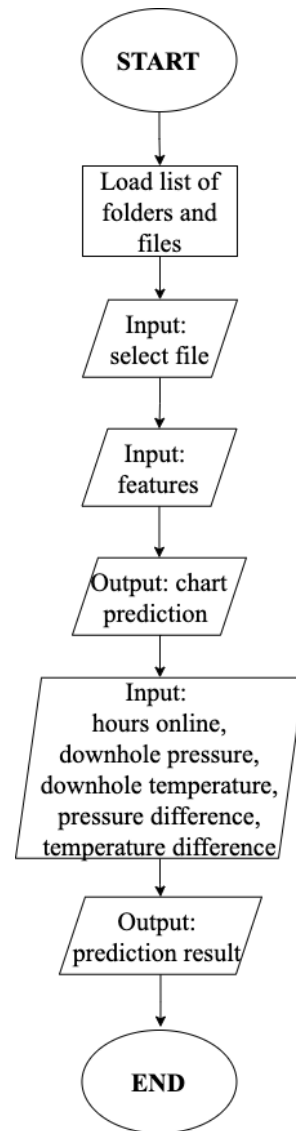 START
Load list of
folders and
files
Input:
select file
Input:
features
Output: chart
prediction
Input:
hours online,
downhole pressure,
downhole temperature,
pressure difference,
temperature difference
Output:
prediction result
END